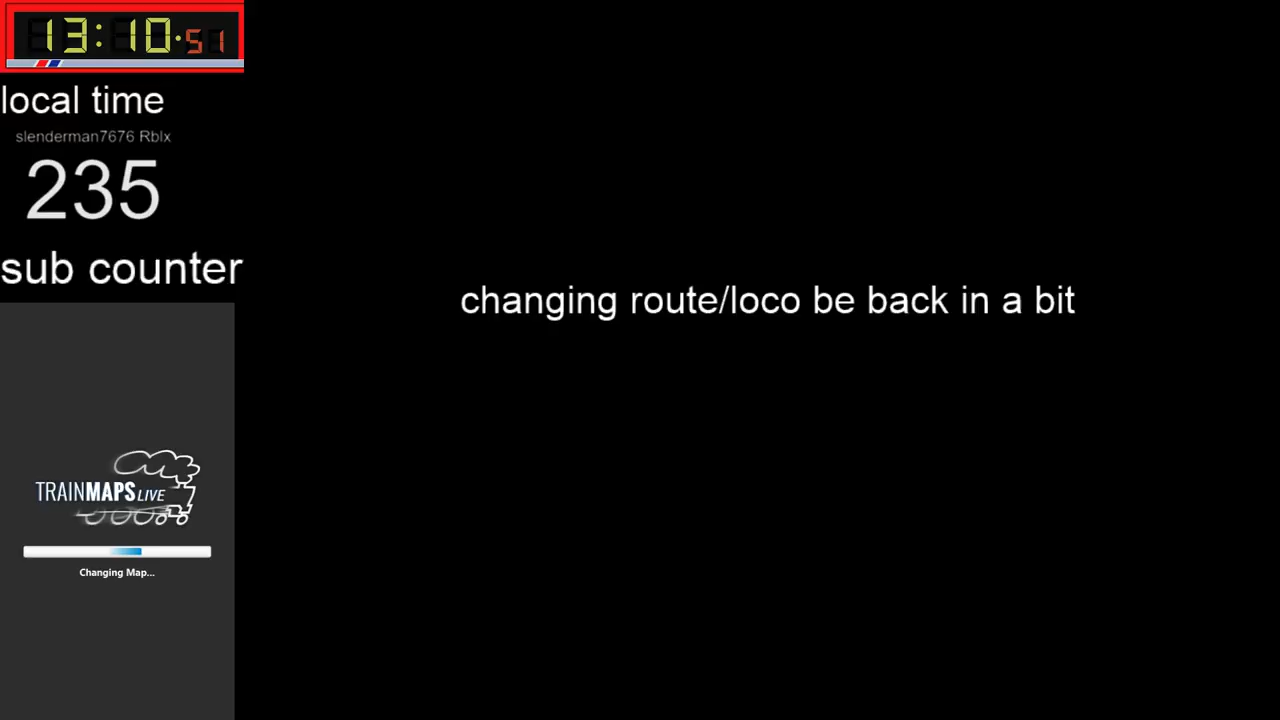 13:10.51
local time
slenderman7676 Rblx
235
sub counter
changing route/loco be back in a bit
TRAINMAPS LIVE
Changing Map...